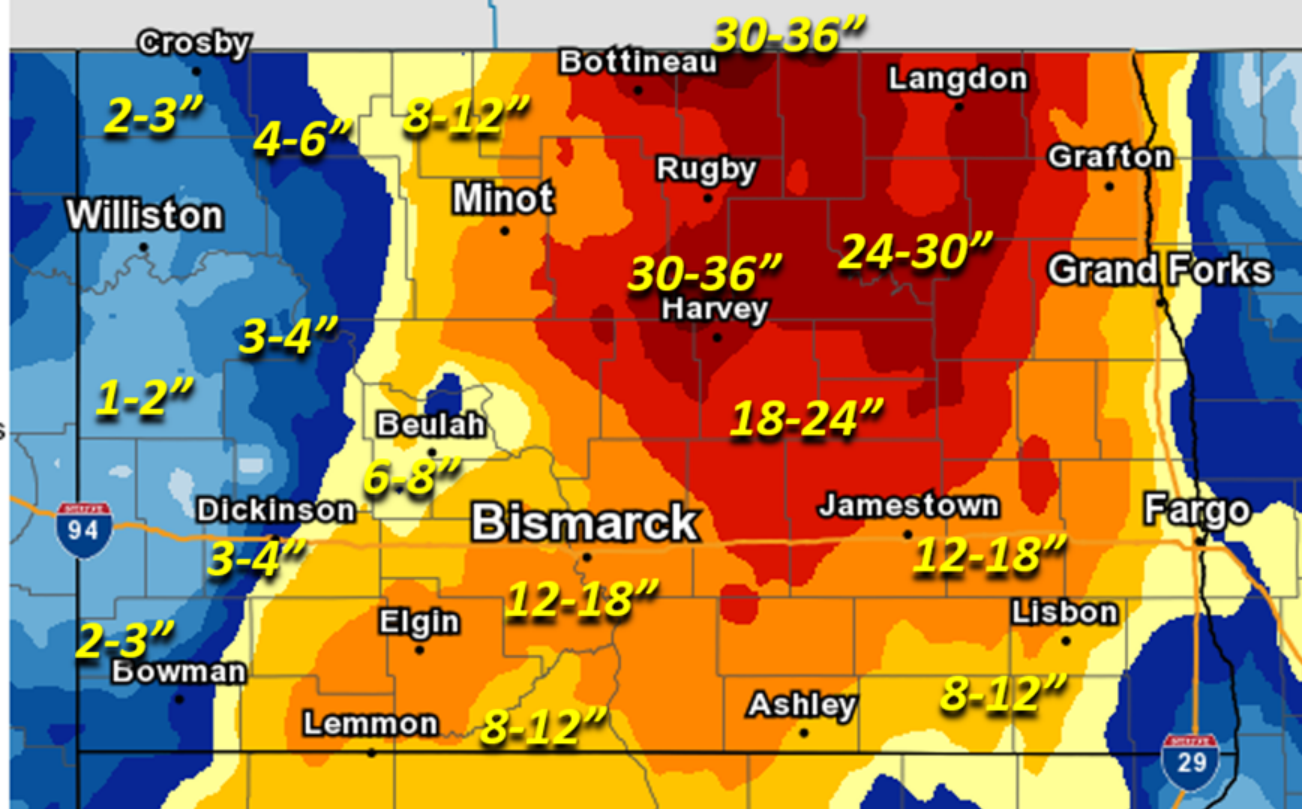 30-36”
Crosby
Bottineau
Langdon
2-3”
4-6”
8-12”
Grafton
Rugby
Minot
Williston
24-30”
30-36”
Grand Forks
Harvey
3-4”
1-2”
18-24”
Beulah
s
6-8”
Dickinson
Jamestown
Fargo
Bismarck
94
3-4”
12-18”
12-18”
Elgin
Lisbon
2-3”
Bowman
8-12”
Ashley
Lemmon
8-12”
29